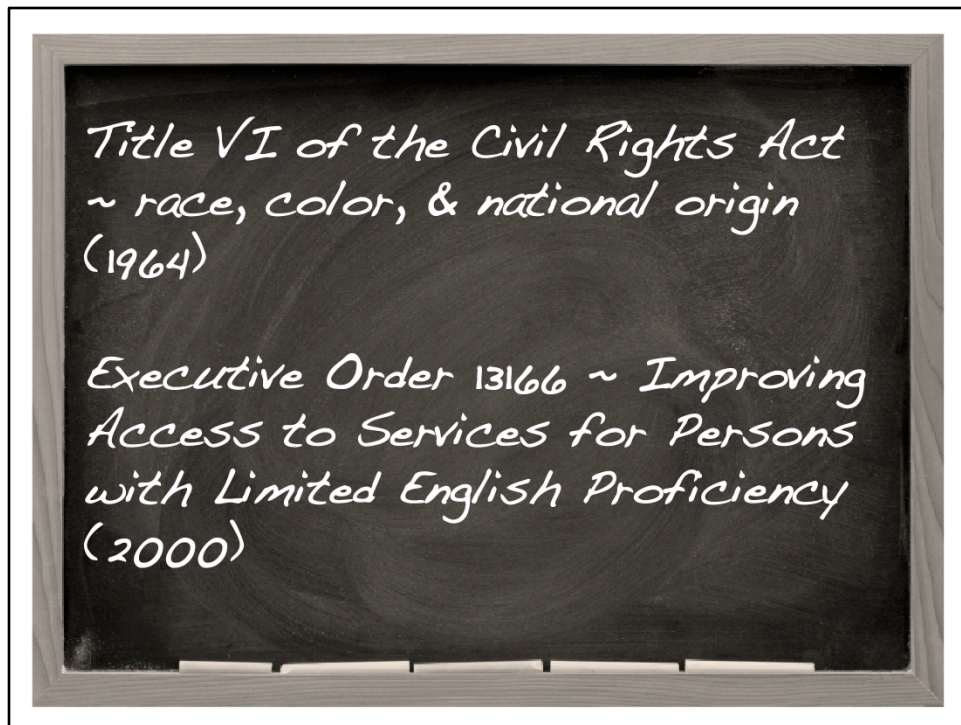 Title VI of the Civil Rights Act
~ race, color, & national origin
(1964)
Executive Order 13166 ~ Improving
Access to Services for Persons
with Limited English Proficiency
(2000)